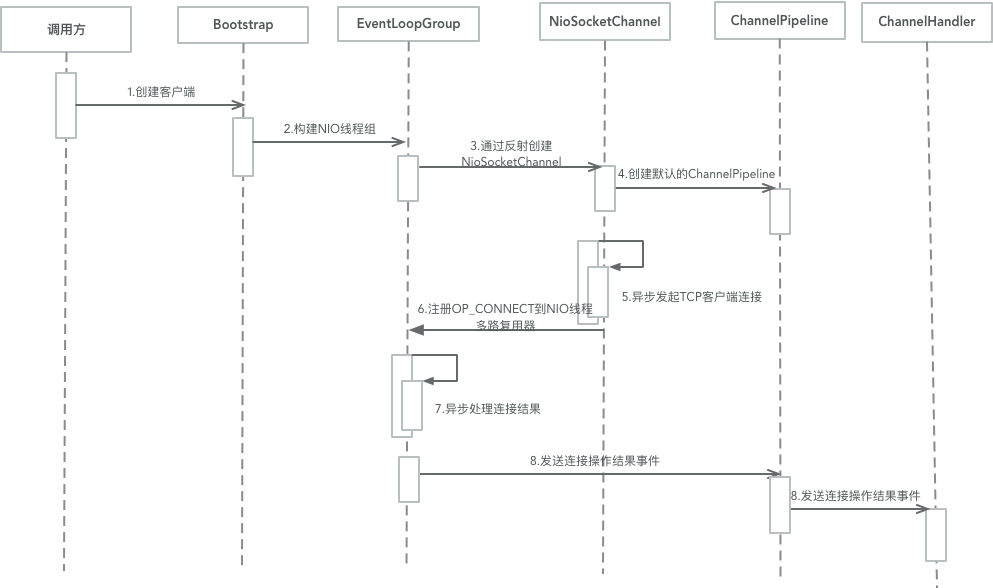 调用方
Bootstrap
EventLoopGroup
NioSocketChannel
ChannelPipeline
ChannelHandler
1.创建客户端
2.构建NIO线程组
3.通过反射创建
NioSocketChannel
4.创建默认的ChannelPipeline
5.异步发起TCP客户端连接
6.注册OP_CONNECT到NIO线程
多路复用器
7.异步处理连接结果
8.发送连接操作结果事件
8.发送连接操作结果事件